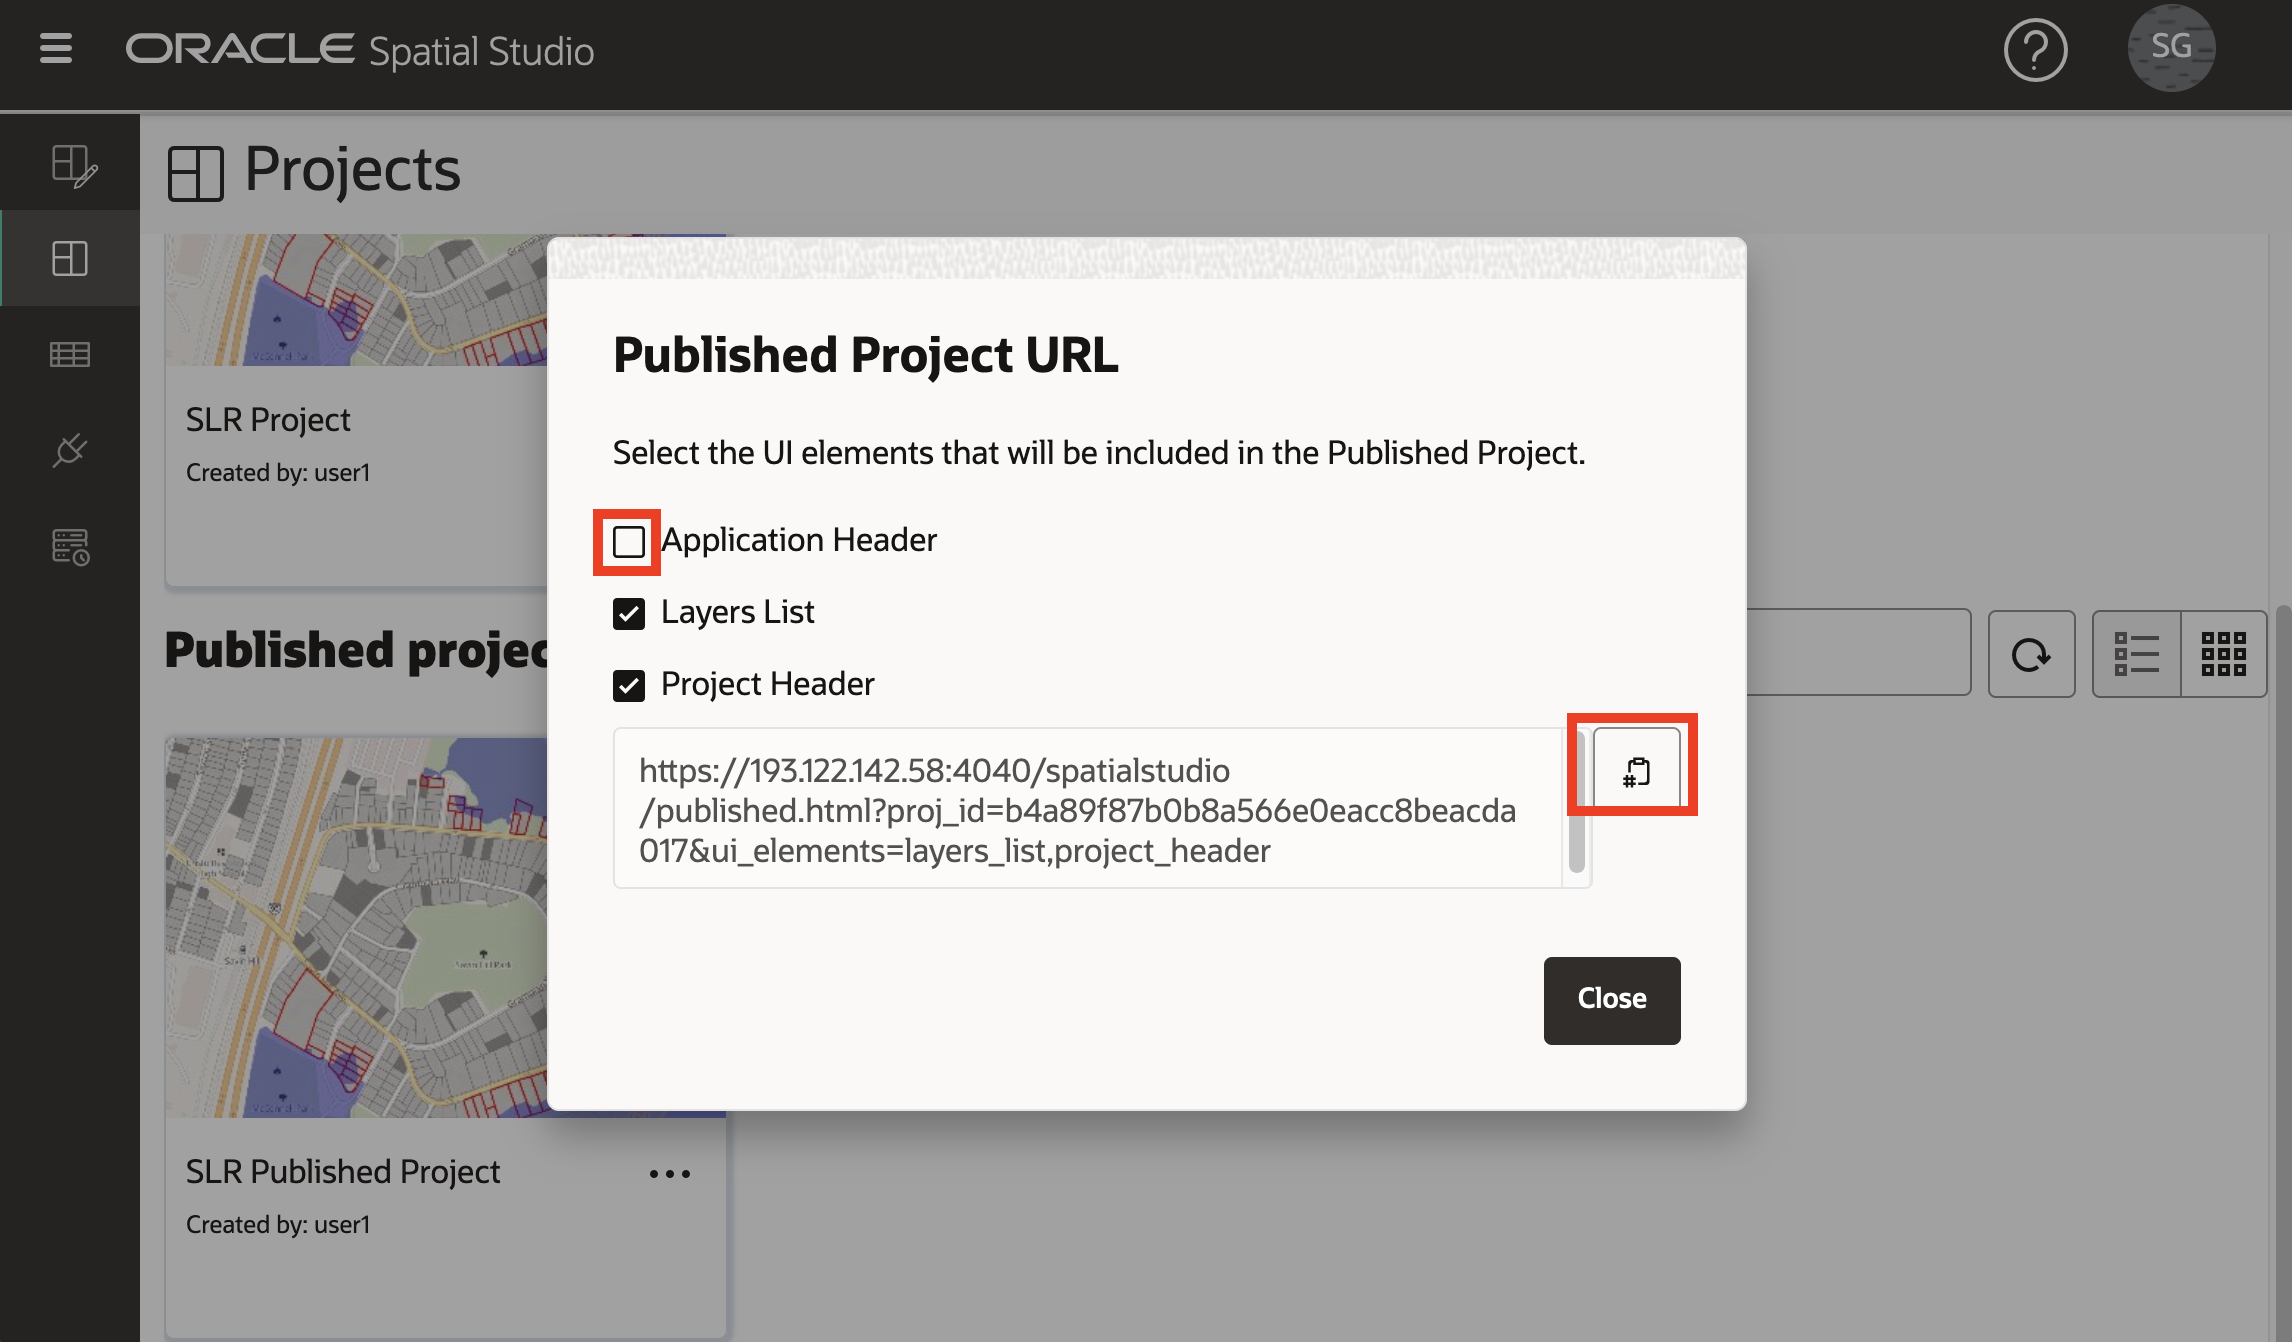 ORACLE Spatial Studio
SG
Projects
SLR Project
Created by: user1
Published projec
SLR Published Project
Created by: user1
Published Project URL
Select the UI elements that will be included in the Published Project.
Application Header
Layers List
Project Header
https://193.122.142.58:4040/spatialstudio
/published.html?proj_id=b4a89f87b0b8a566e0eacc8beacda
017&ui_elements=layers_list,project_header
Close